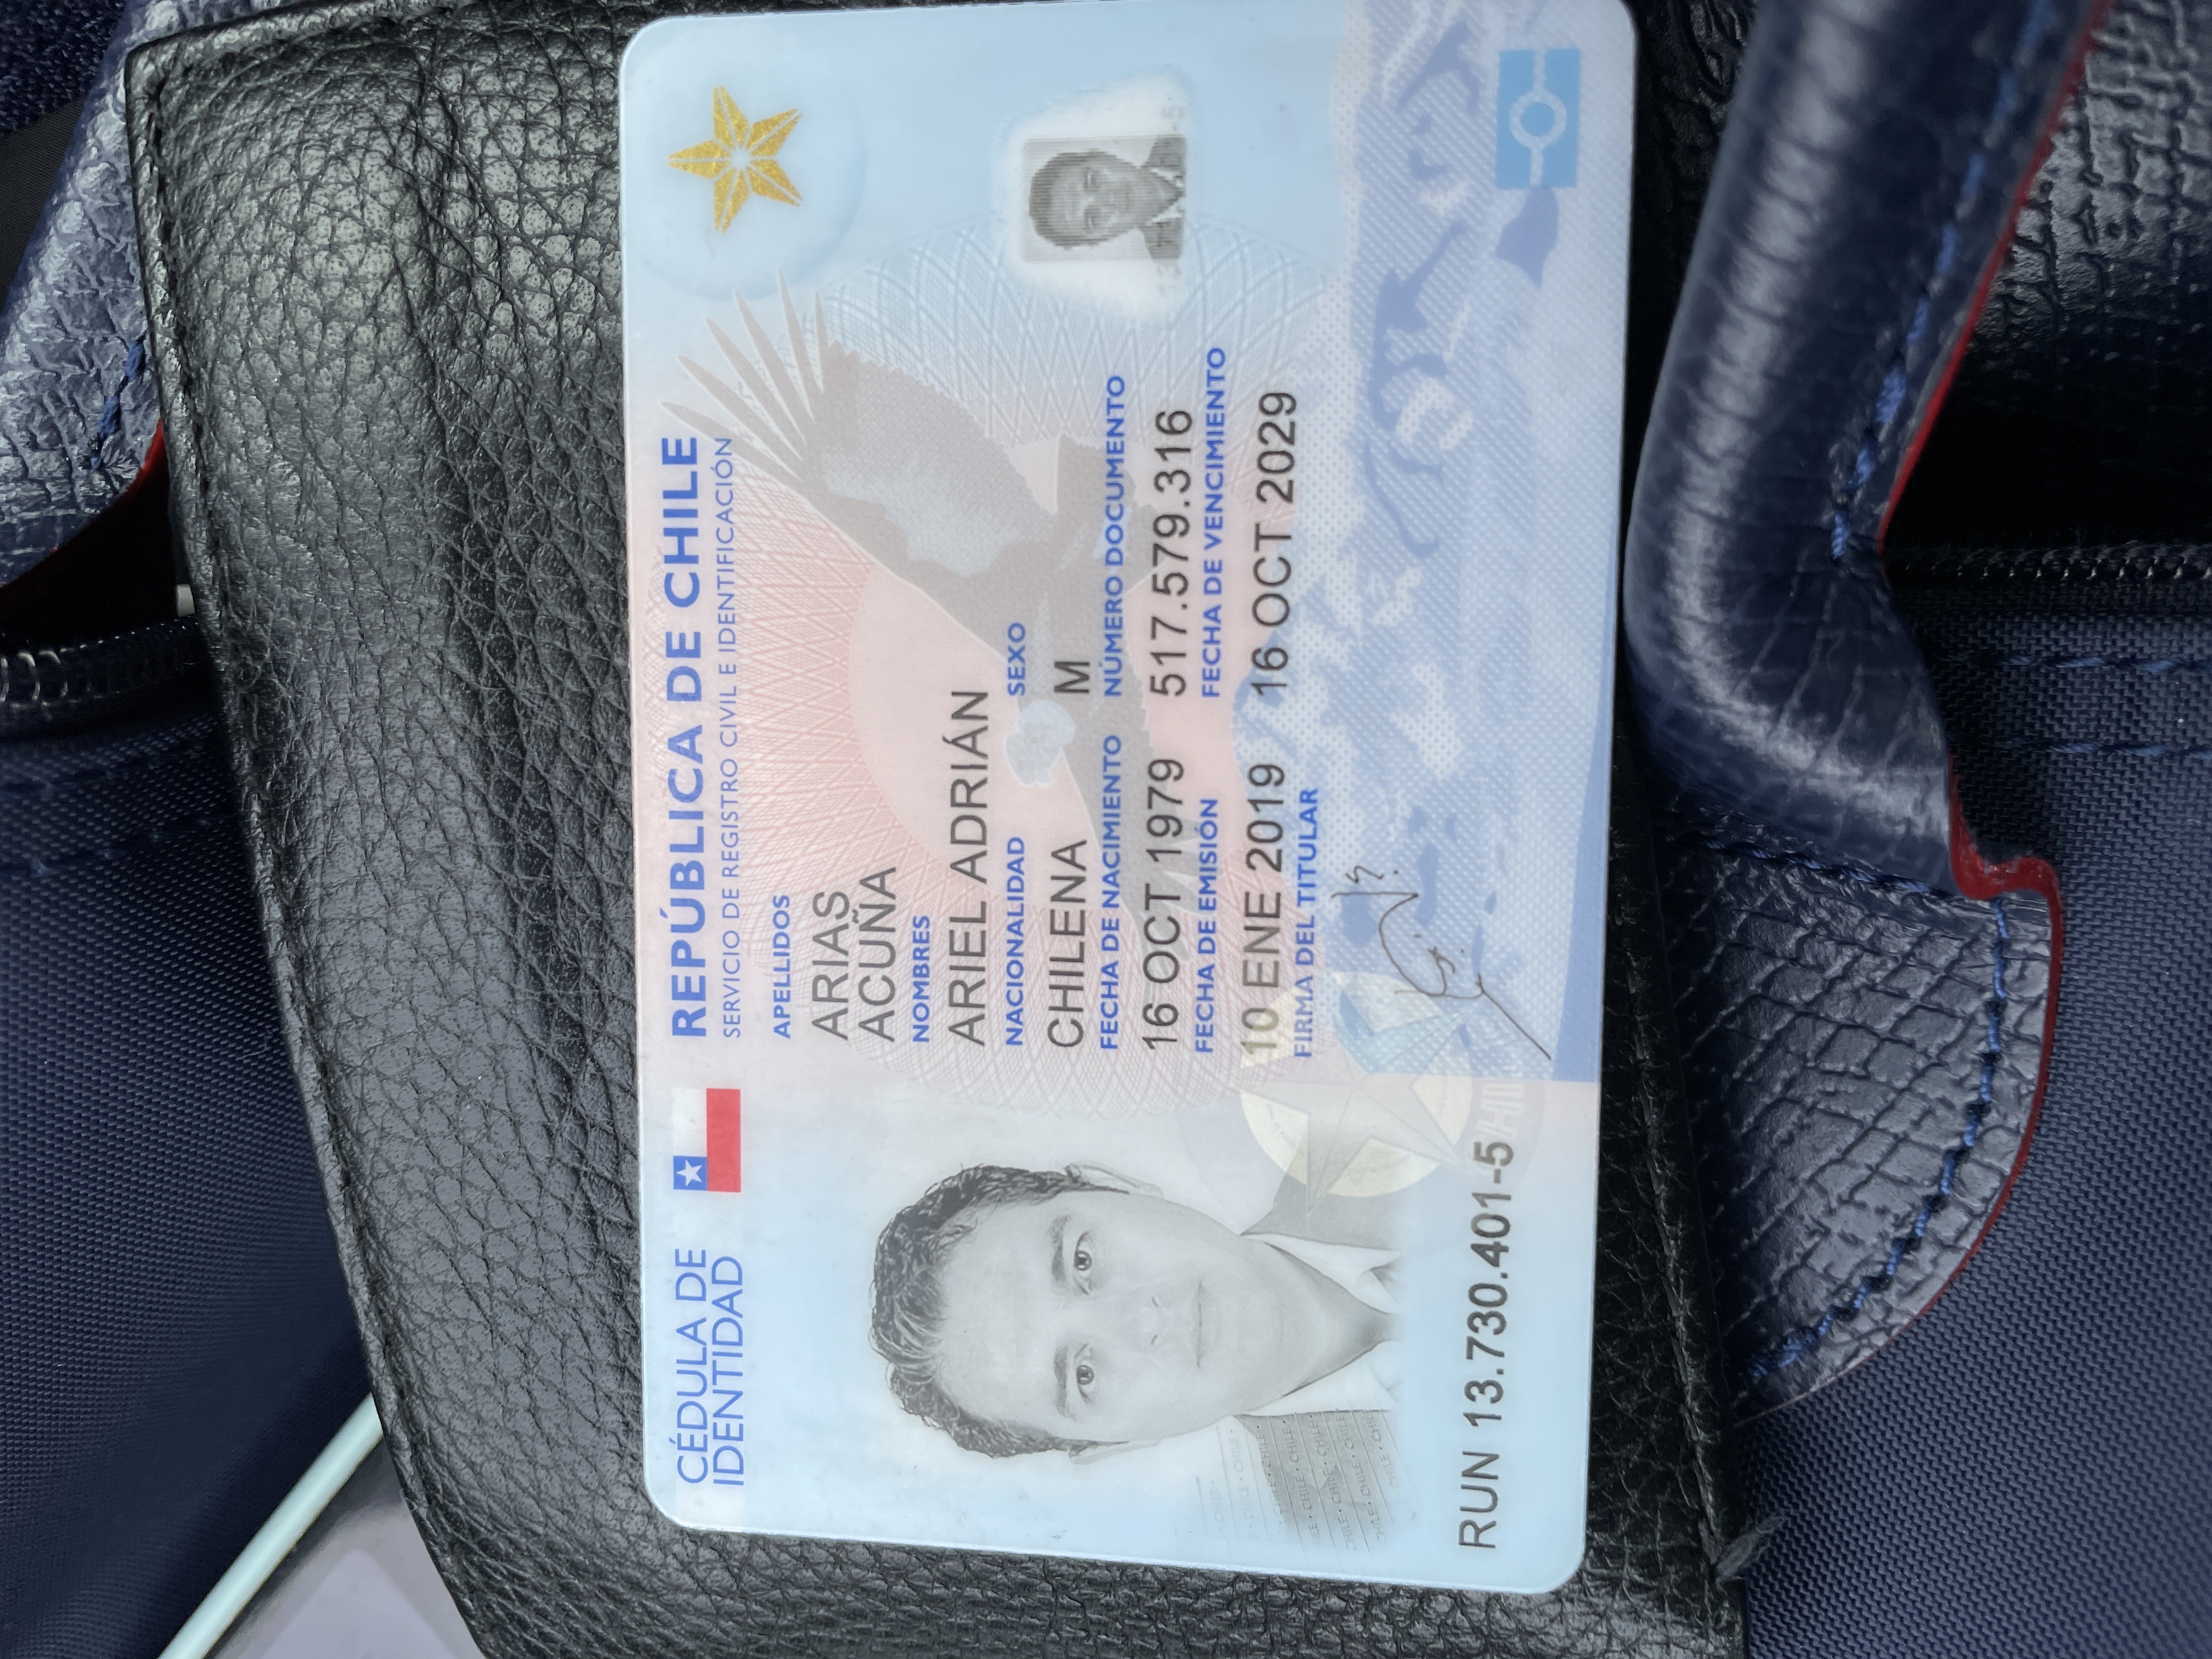 CÉDULA DE
IDENTIDAD
REPÚBLICA DE CHILE
SERVICIO DE REGISTRO CIVIL E IDENTIFICACIÓN
APELLIDOS
ARIAS
ACUÑA
NOMBRES
ARIEL ADRIÁN
NACIONALIDAD SEXO
CHILENA M
FECHA DE NACIMIENTO NÚMERO DOCUMENTO
16 OCT 1979 517.579.316
FECHA DE EMISIÓN FECHA DE VENCIMIENTO
10 ENE 2019 16 OCT 2029
FIRMA DEL TITULAR
RUN 13.730.401-5